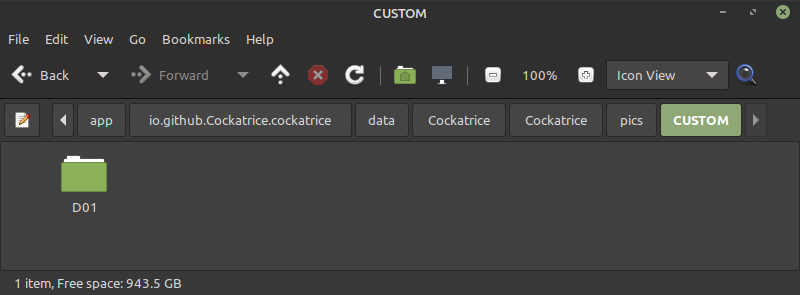 CUSTOM
File Edit View Go Bookmarks Help
Back Forward 100% Icon View
app io.github.Cockatrice.cockatrice data Cockatrice Cockatrice pics CUSTOM
D01
1 item, Free space: 943.5 GB